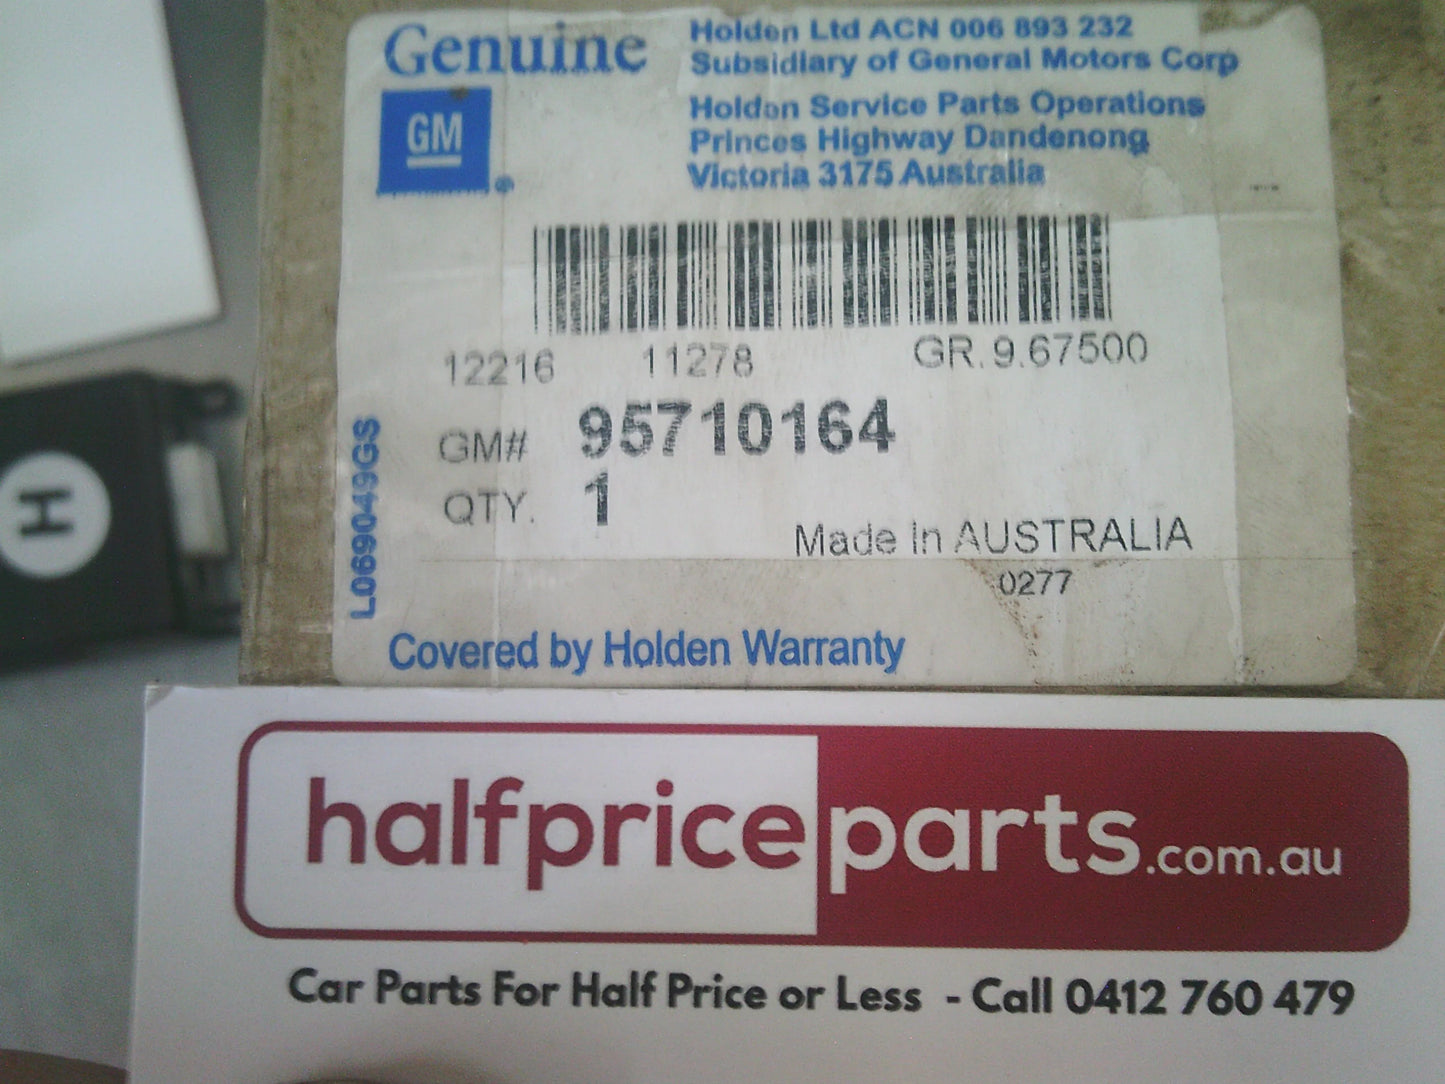 Genuine
GM
Holden Ltd ACN 006 893 232
Subsidiary of General Motors Corp
Holden Service Parts Operations
Princes Highway Dandenong
Victoria 3175 Australia
12216 11278 GR.9.67500
GM# 95710164
QTY. 1
Made In AUSTRALIA
0277
L069049GS
Covered by Holden Warranty
H
halfpriceparts.com.au
Car Parts For Half Price or Less - Call 0412 760 479